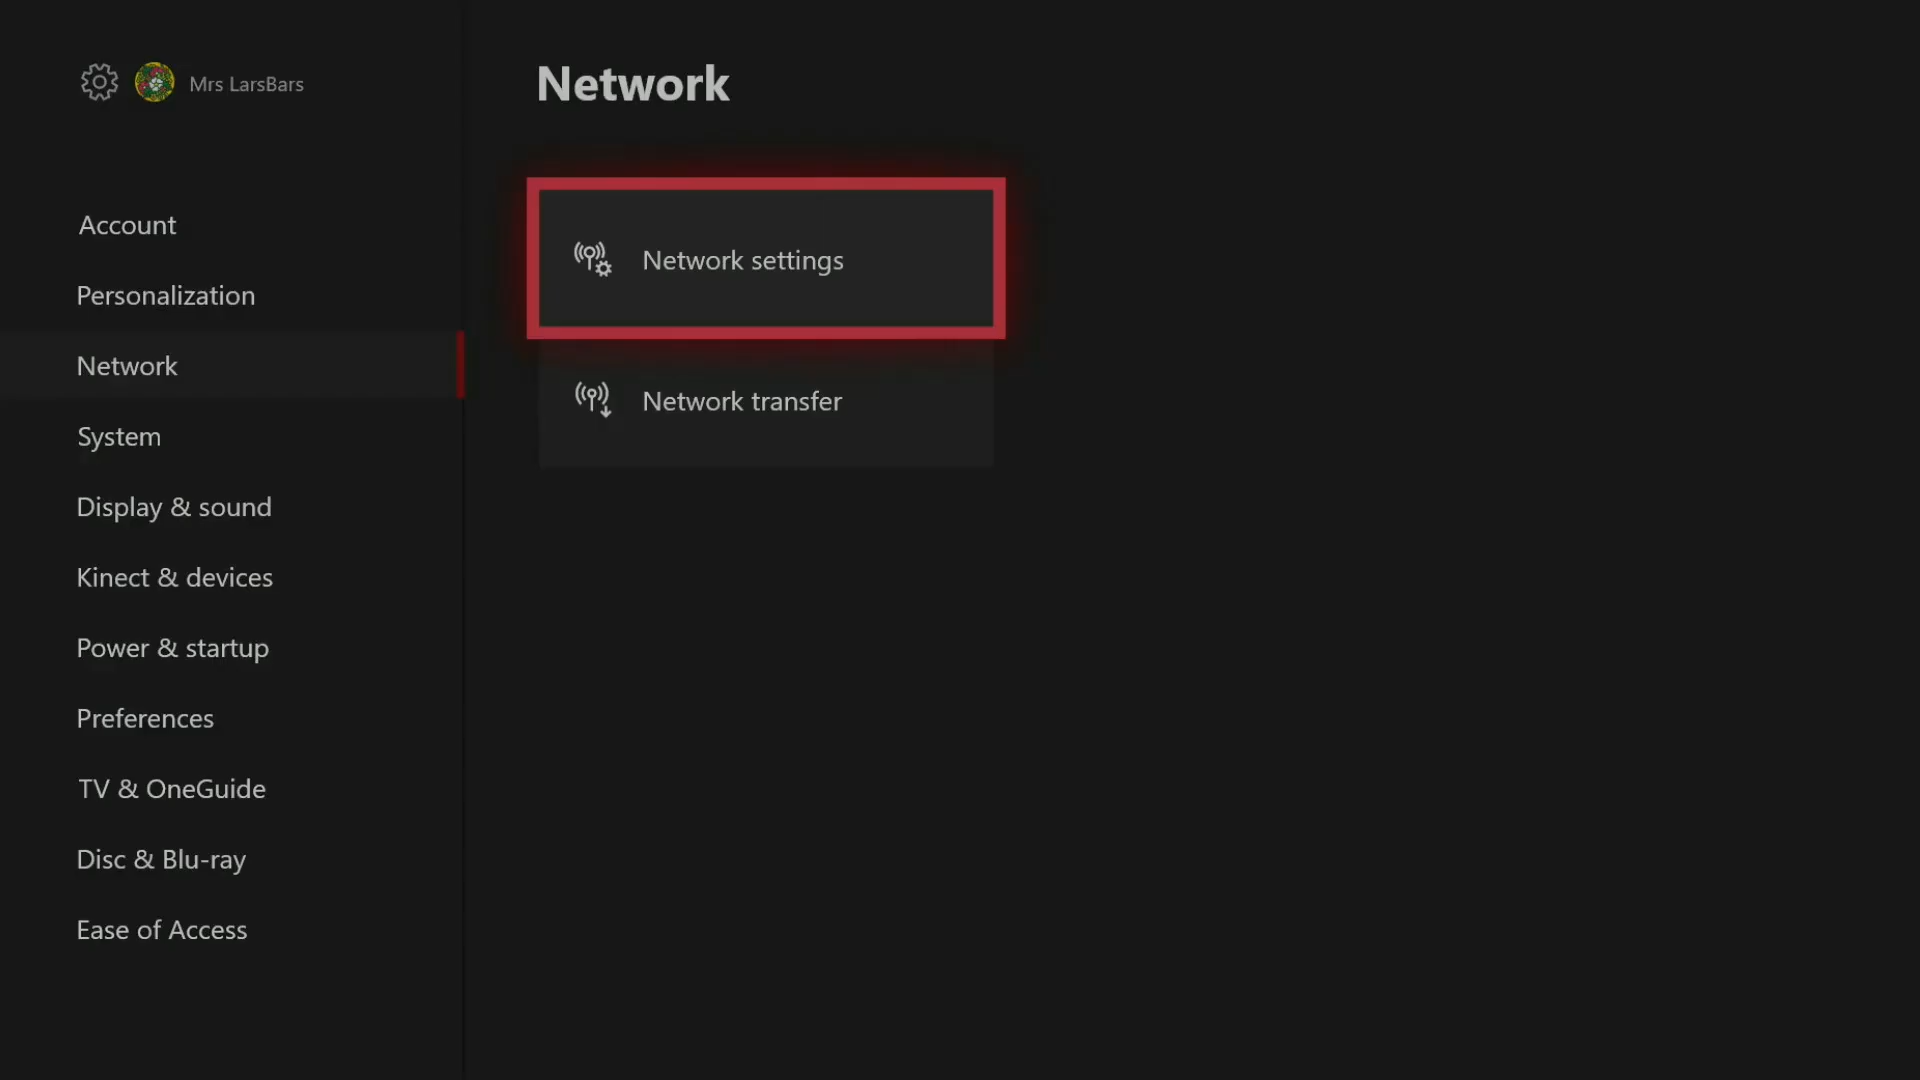 Mrs LarsBars
Account
Personalization
Network
System
Display & sound
Kinect & devices
Power & startup
Preferences
TV & OneGuide
Disc & Blu-ray
Ease of Access
Network
Network settings
Network transfer